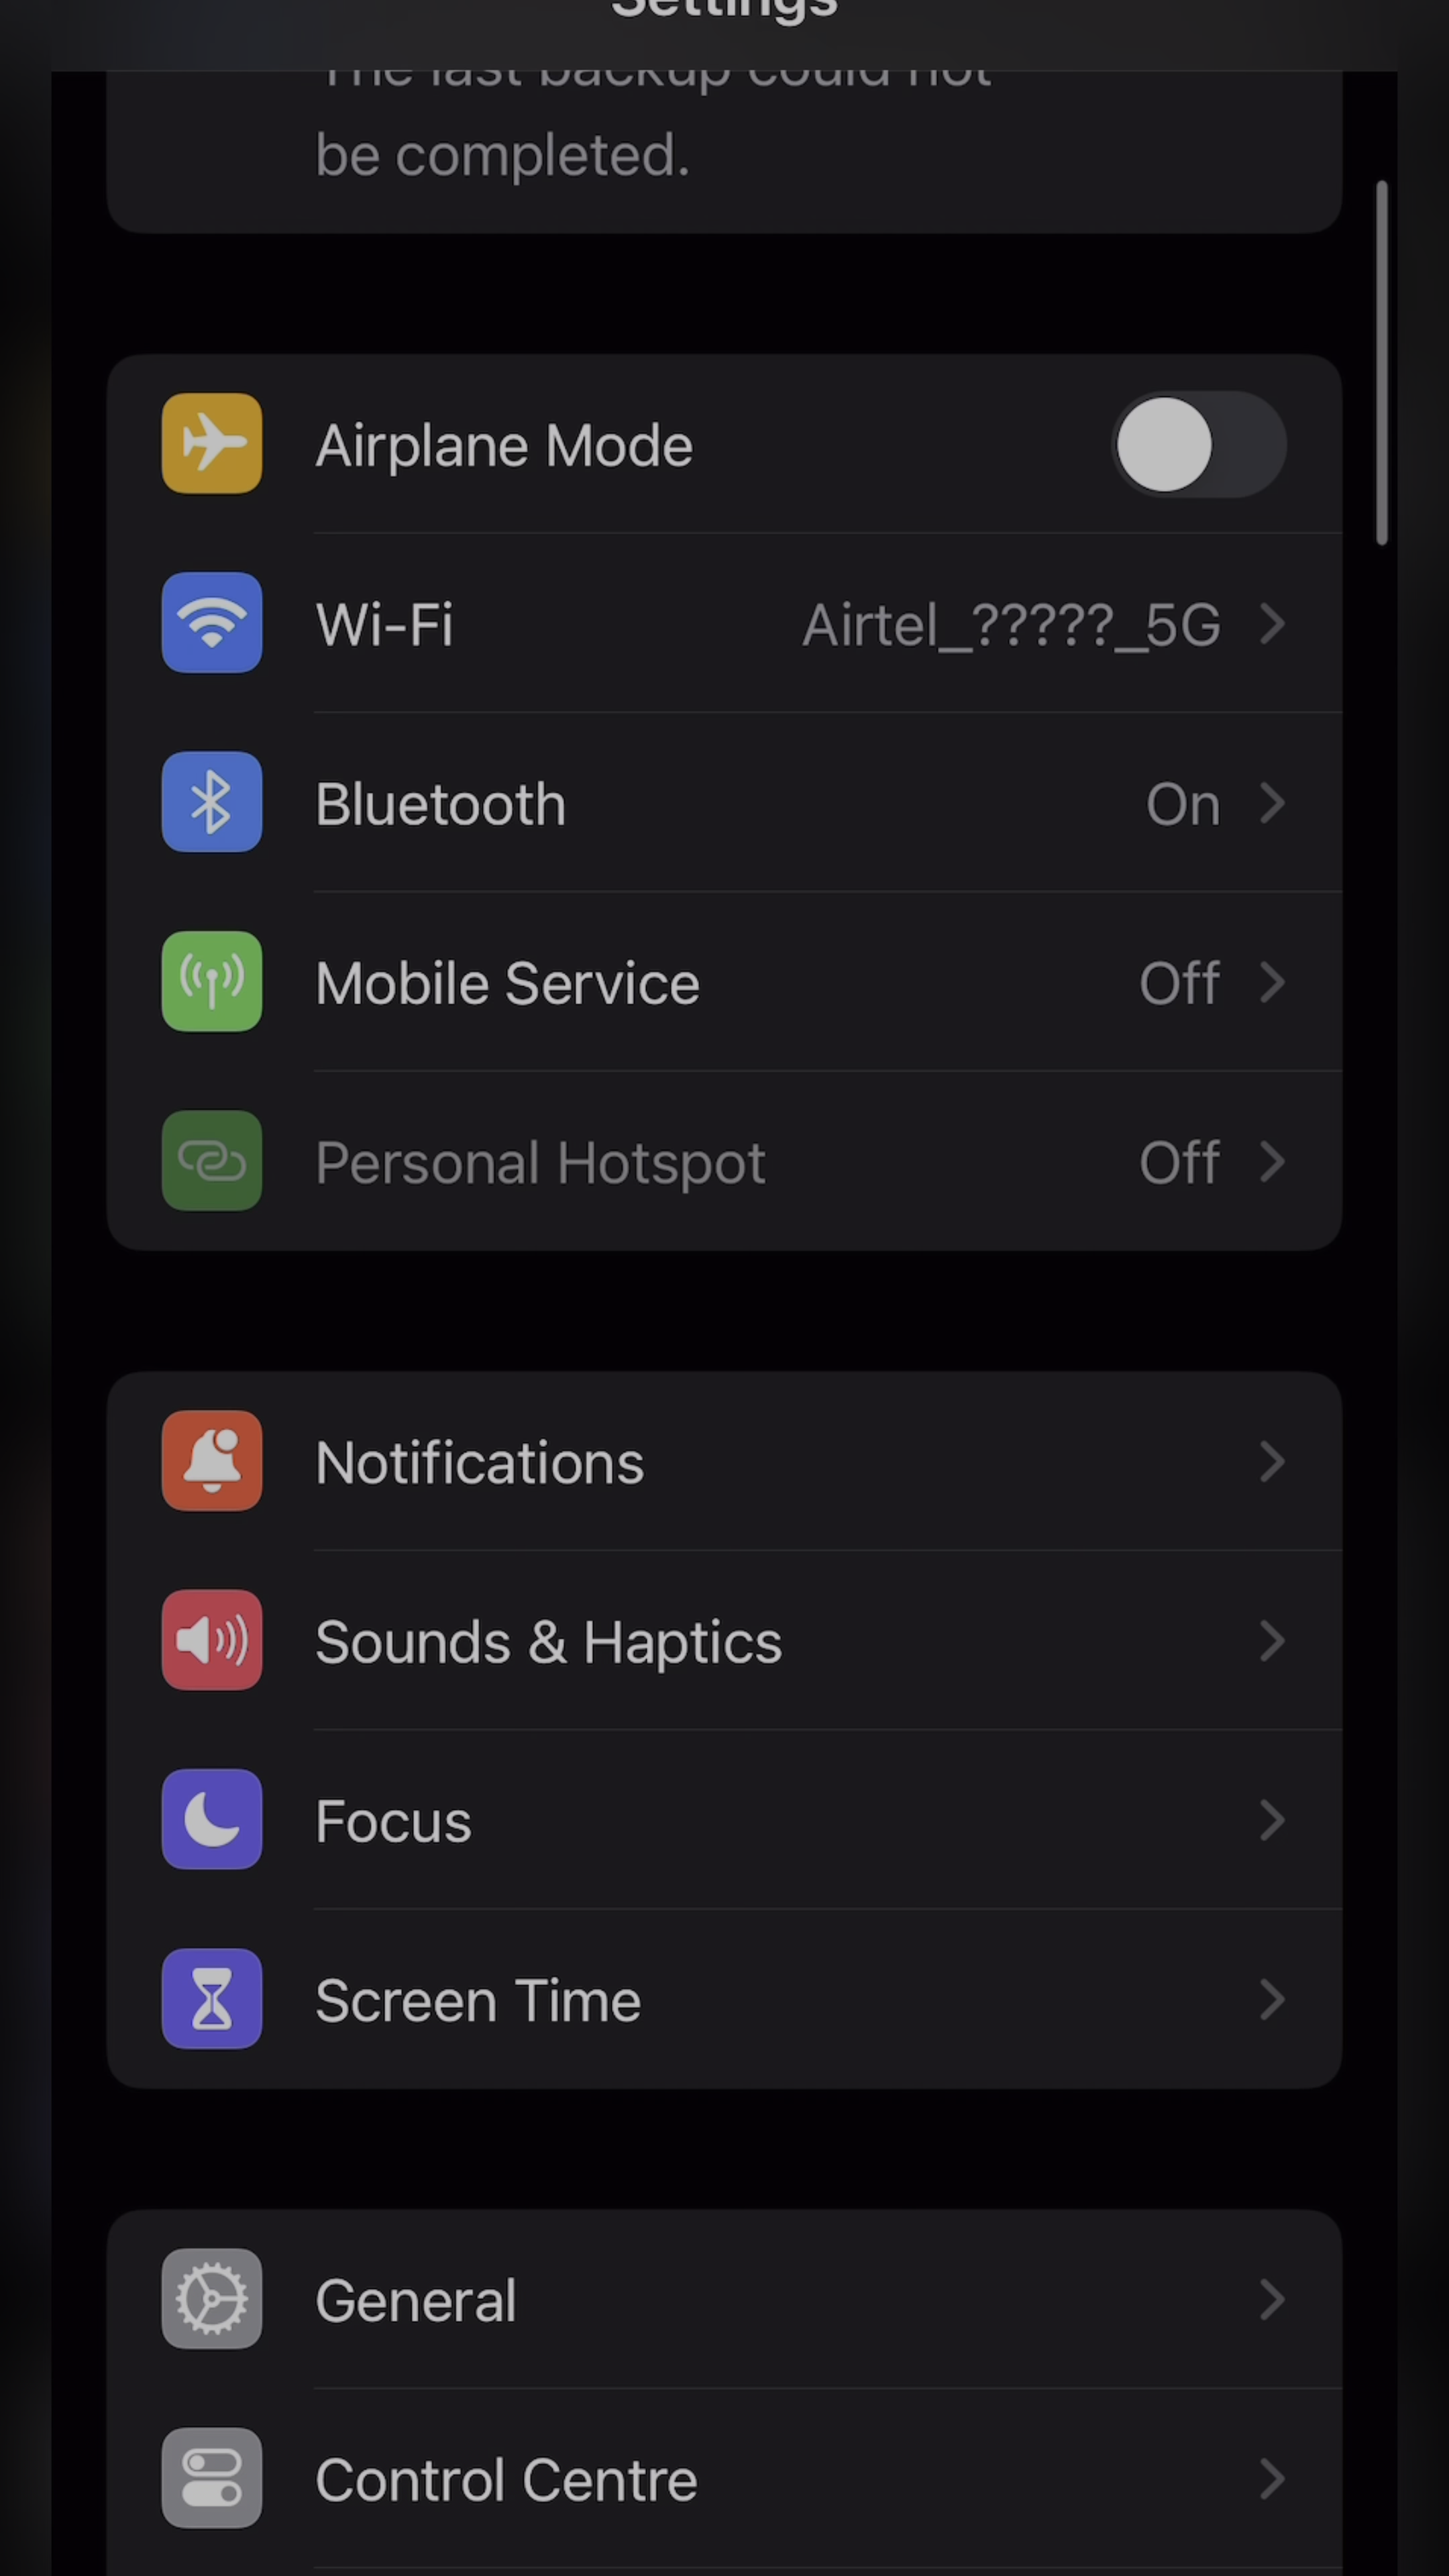 Settings
The last backup could not
be completed.
Airplane Mode
Wi-Fi Airtel_?????_5G
Bluetooth On
Mobile Service Off
Personal Hotspot Off
Notifications
Sounds & Haptics
Focus
Screen Time
General
Control Centre